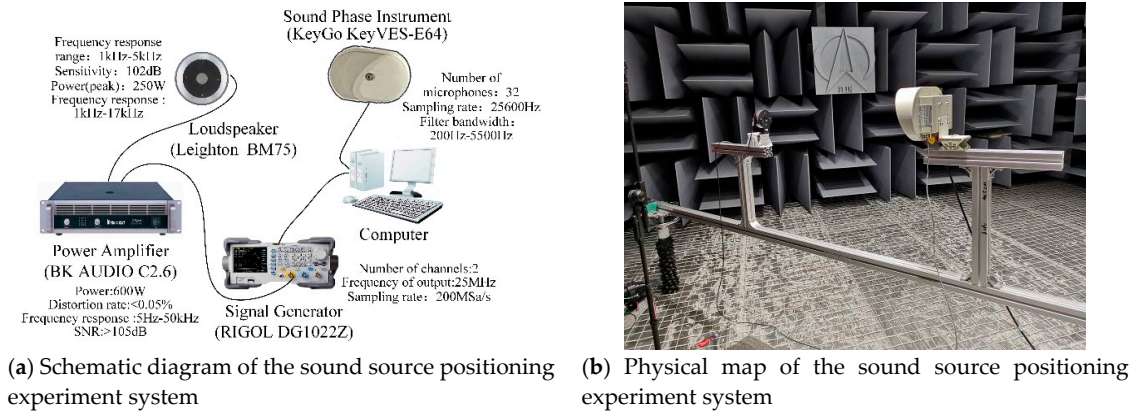 Sound Phase Instrument
(KeyGo KeyVES-E64)
Frequency response
range：1kHz-5kHz
Sensitivity：102dB
Power(peak)：250W
Frequency response：
1kHz-17kHz
Number of
microphones：32
Sampling rate：25600Hz
Filter bandwidth：
200Hz-5500Hz
Loudspeaker
(Leighton BM75)
Power Amplifier
(BK AUDIO C2.6)
Power:600W
Distortion rate:<0.05%
Frequency response :5Hz-50kHz
SNR:>105dB
Computer
Number of channels:2
Frequency of output:25MHz
Sampling rate：200MSa/s
Signal Generator
(RIGOL DG1022Z)
(a) Schematic diagram of the sound source positioning
experiment system
(b) Physical map of the sound source positioning
experiment system